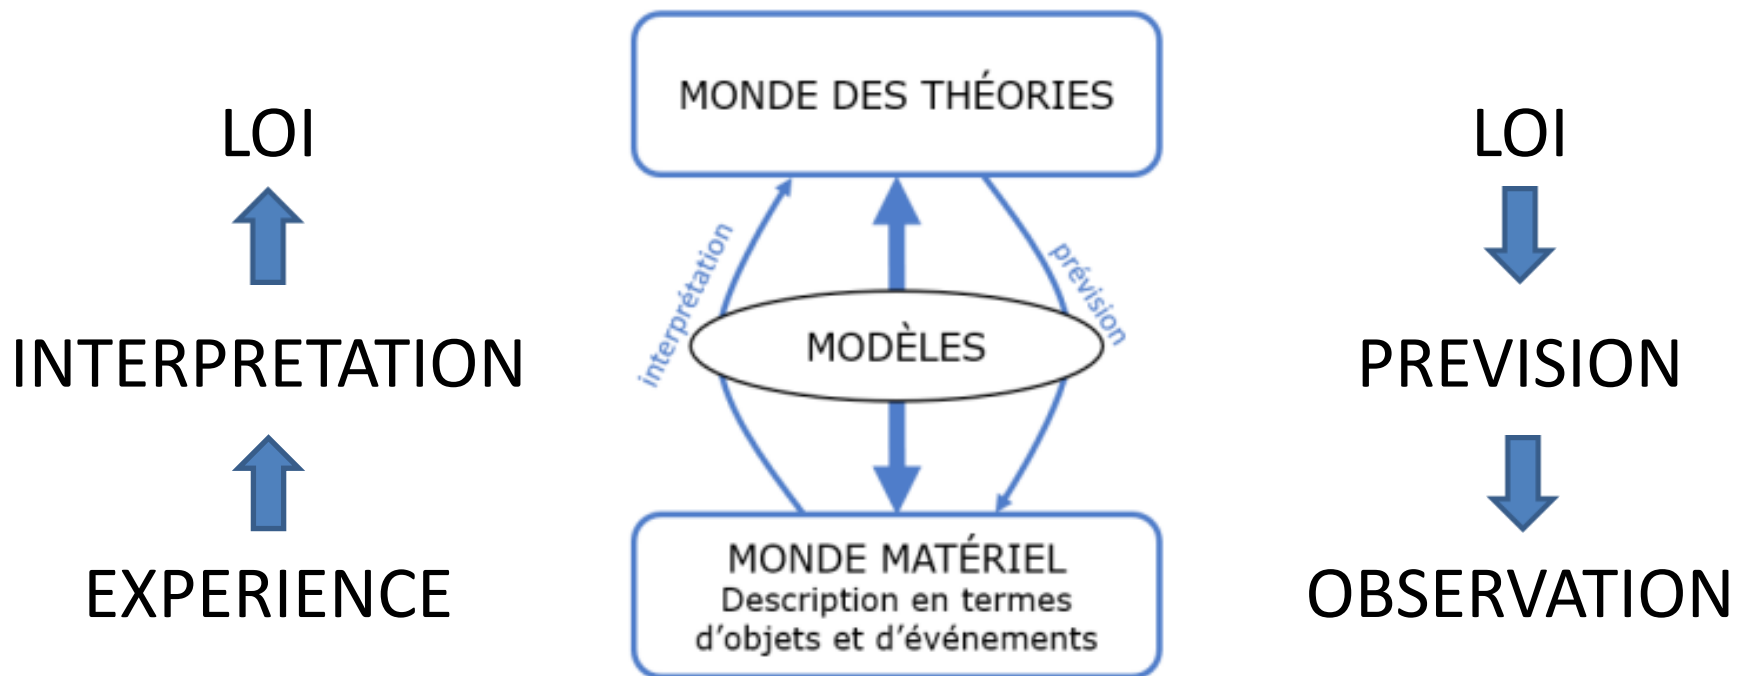 LOI
INTERPRETATION
EXPERIENCE
MONDE DES THÉORIES
interprétation
prévision
MODÈLES
MONDE MATÉRIEL
Description en termes
d’objets et d’événements
LOI
PREVISION
OBSERVATION